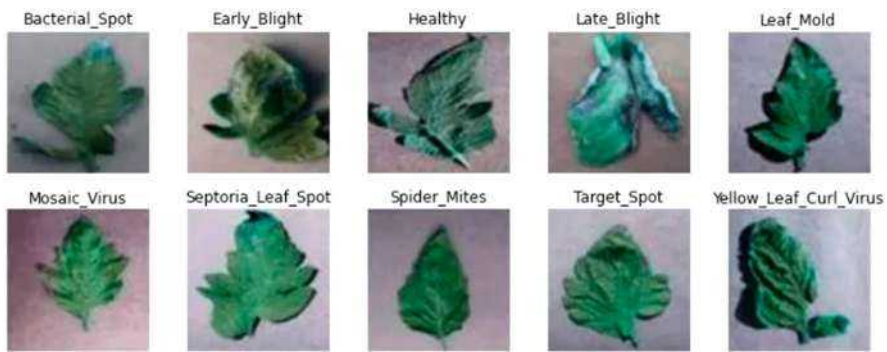 Bacterial_Spot Early_Blight Healthy Late_Blight Leaf_Mold
Mosaic_Virus Septoria_Leaf_Spot Spider_Mites Target_Spot Yellow_Leaf_Curl_Virus